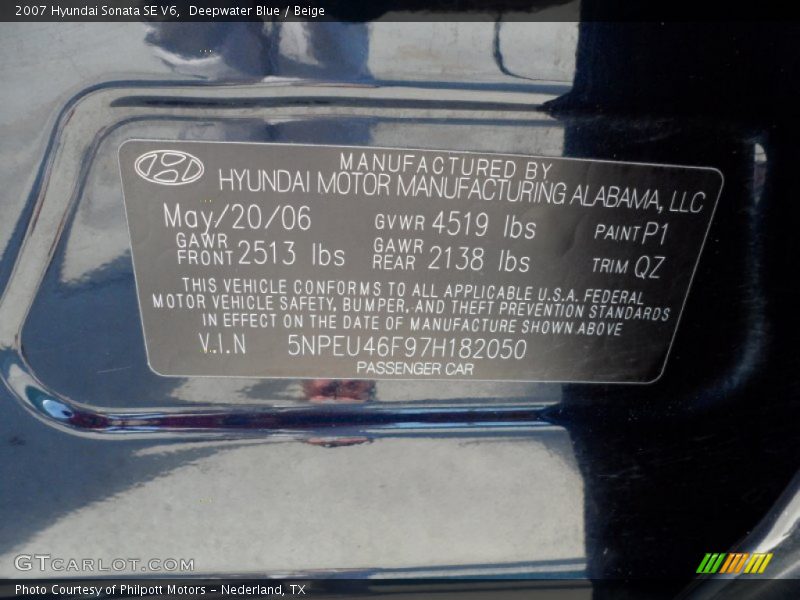 2007 Hyundai Sonata SE V6,  Deepwater Blue / Beige
MANUFACTURED BY
HYUNDAI MOTOR MANUFACTURING ALABAMA, LLC
May/20/06 GVWR 4519 lbs PAINT P1
GAWR FRONT 2513 lbs GAWR REAR 2138 lbs TRIM QZ
THIS VEHICLE CONFORMS TO ALL APPLICABLE U.S.A. FEDERAL
MOTOR VEHICLE SAFETY, BUMPER, AND THEFT PREVENTION STANDARDS
IN EFFECT ON THE DATE OF MANUFACTURE SHOWN ABOVE
V.I.N 5NPEU46F97H182050
PASSENGER CAR
GTCARLOT.COM
Photo Courtesy of Philpott Motors – Nederland, TX